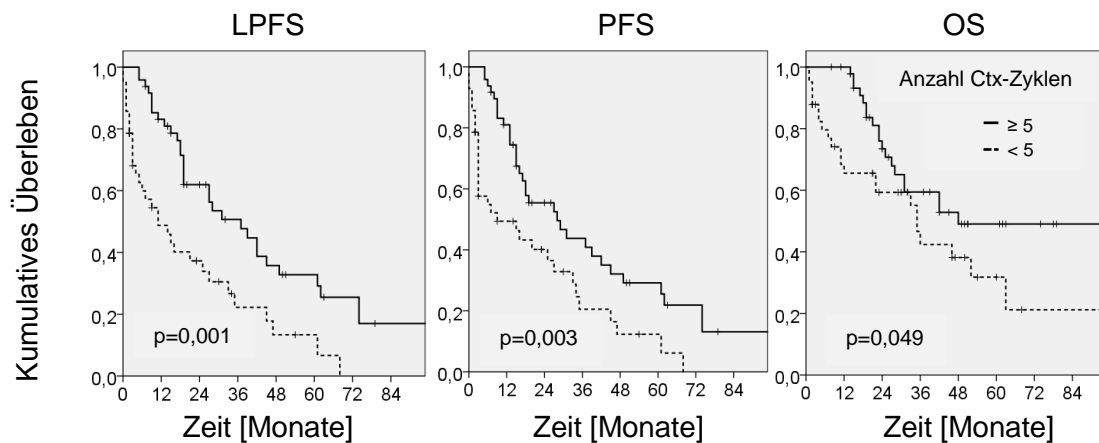 LPFS
PFS
OS
Kumulatives Überleben
1,0
0,8
0,6
0,4
0,2
0,0
p=0,001
0 12 24 36 48 60 72 84
Zeit [Monate]
1,0
0,8
0,6
0,4
0,2
0,0
p=0,003
0 12 24 36 48 60 72 84
Zeit [Monate]
1,0
0,8
0,6
0,4
0,2
0,0
Anzahl Ctx-Zyklen
≥ 5
< 5
p=0,049
0 12 24 36 48 60 72 84
Zeit [Monate]